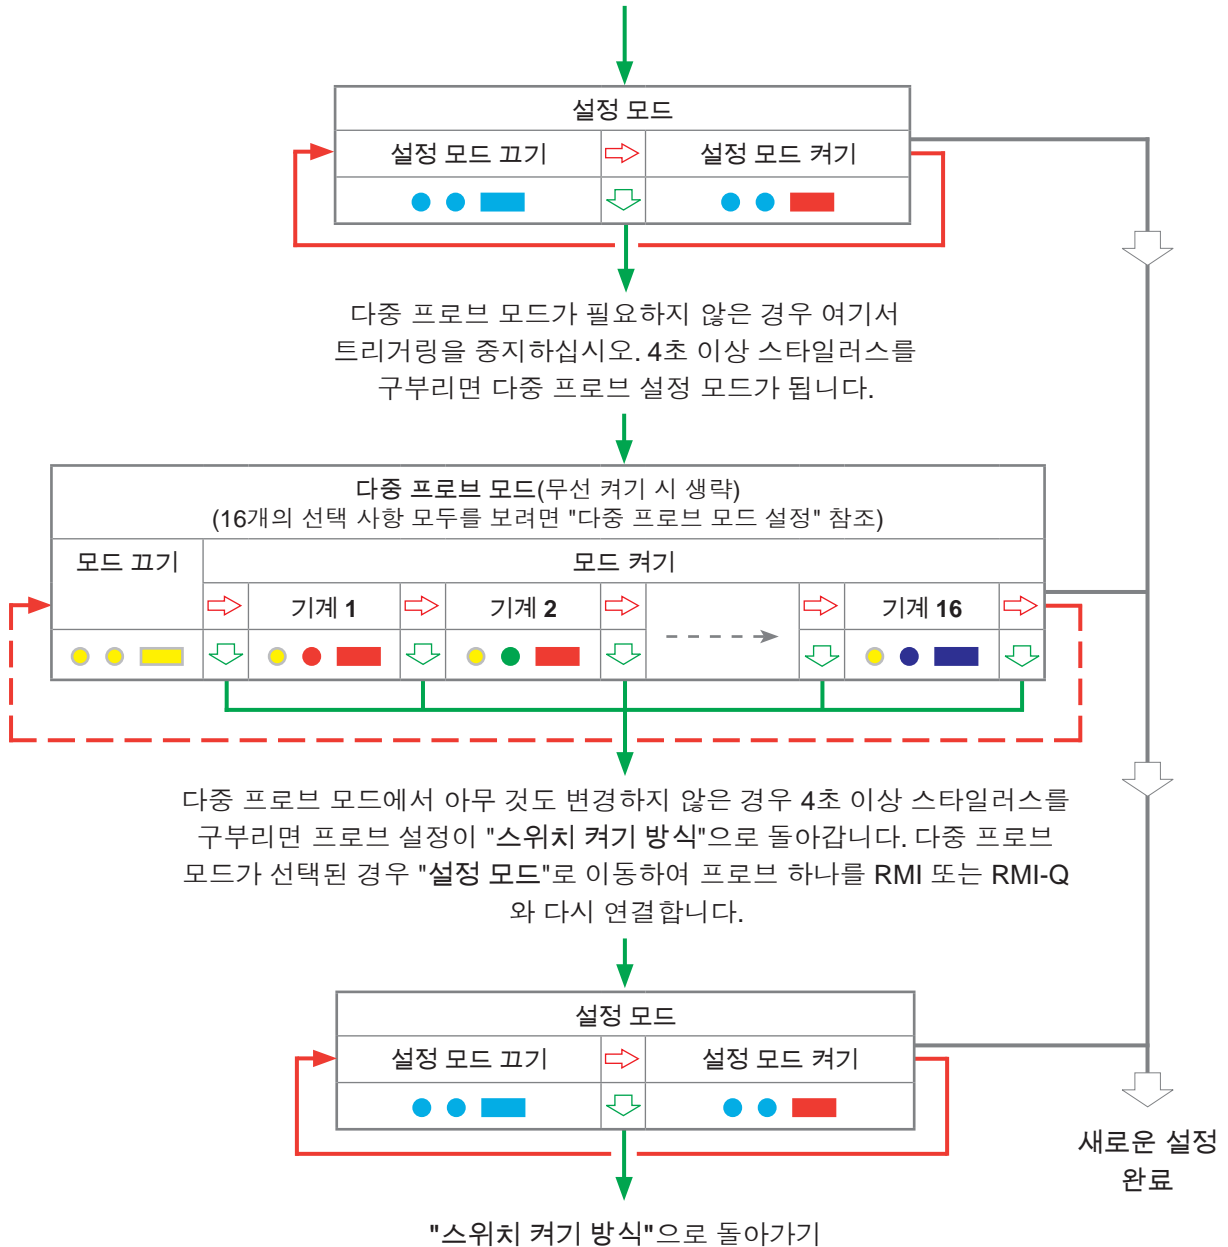 설정 모드
설정 모드 끄기
설정 모드 켜기
다중 프로브 모드가 필요하지 않은 경우 여기서
트리거링을 중지하십시오. 4초 이상 스타일러스를
구부리면 다중 프로브 설정 모드가 됩니다.
다중 프로브 모드(무선 켜기 시 생략)
(16개의 선택 사항 모두를 보려면 "다중 프로브 모드 설정" 참조)
모드 끄기
모드 켜기
기계 1
기계 2
기계 16
다중 프로브 모드에서 아무 것도 변경하지 않은 경우 4초 이상 스타일러스를
구부리면 프로브 설정이 "스위치 켜기 방식"으로 돌아갑니다. 다중 프로브
모드가 선택된 경우 "설정 모드"로 이동하여 프로브 하나를 RMI 또는 RMI-Q
와 다시 연결합니다.
설정 모드
설정 모드 끄기
설정 모드 켜기
새로운 설정
완료
"스위치 켜기 방식"으로 돌아가기